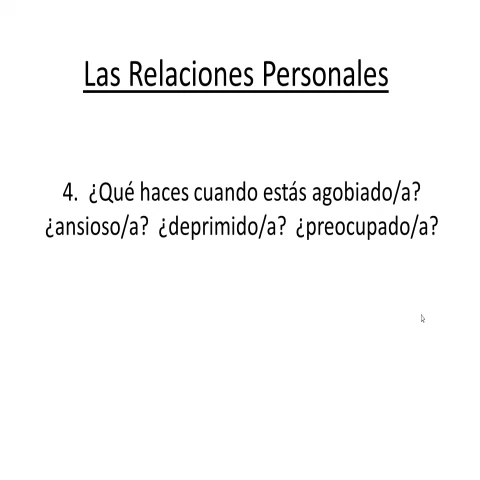 Las Relaciones Personales
4. ¿Qué haces cuando estás agobiado/a?
¿ansioso/a? ¿deprimido/a? ¿preocupado/a?